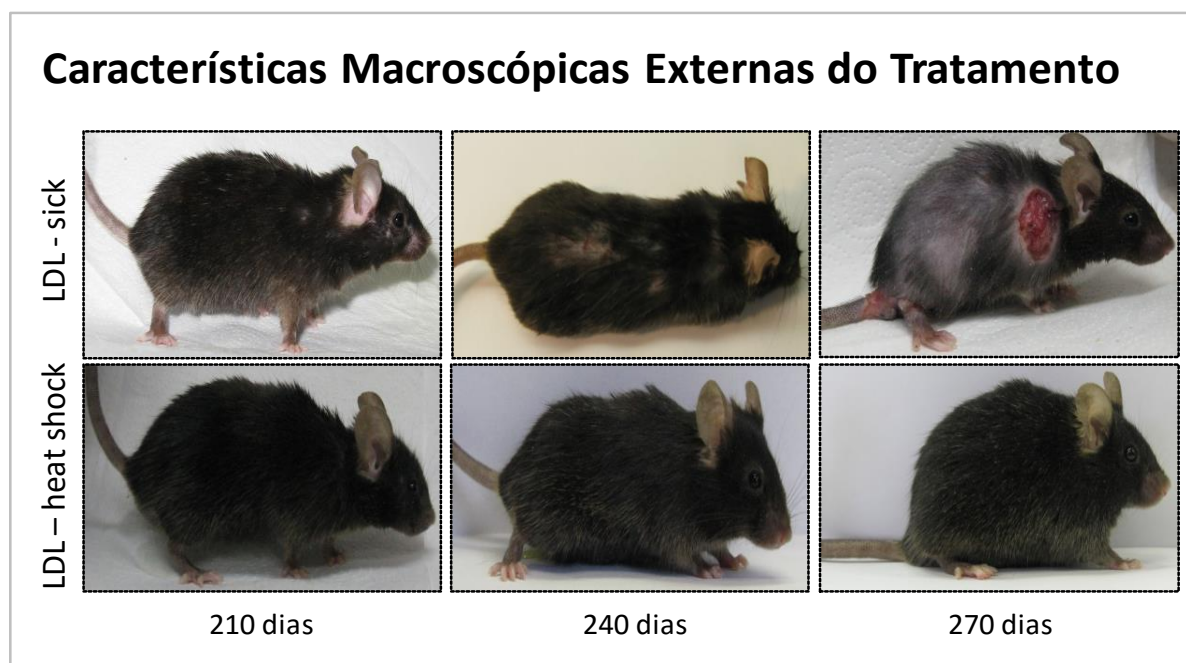 Características Macroscópicas Externas do Tratamento
LDL - sick
LDL – heat shock
210 dias
240 dias
270 dias